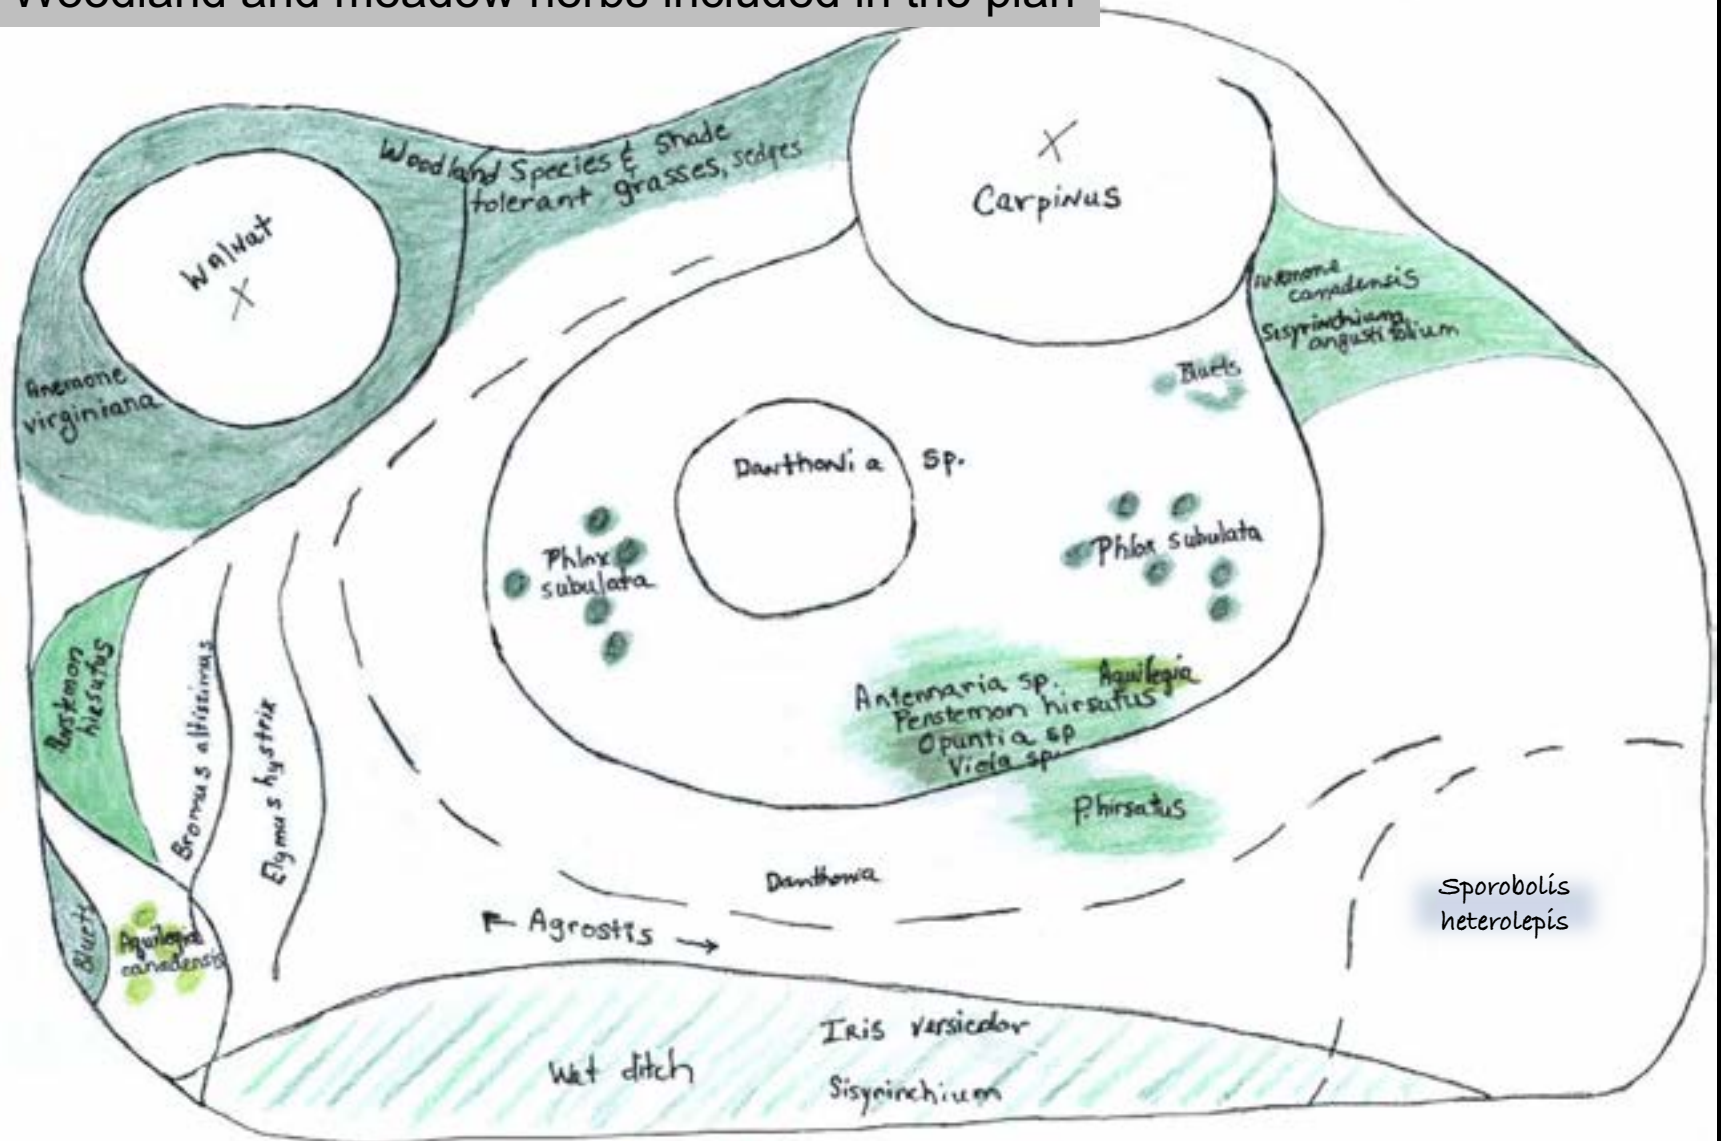 Woodland and meadow herbs included in the plan
Woodland Species & Shade
tolerant grasses, sedges
Walnat
X
X
Carpinus
Anemone
canadensis
Sisyrinchium
angustifolium
Anemone
virginiana
Bluets
Danthonia sp.
Phlox
subulata
Phlox subulata
Penstemon
hirsutus
Bromus altissimus
Elymus hystrix
Antennaria sp. Aquilegia
Penstemon hirsutus
Opuntia sp
Viola sp.
P. hirsutus
Danthonia
Sporobolis
heterolepis
Bluets
Aquilegia
canadensis
Agrostis
Iris versicolor
Wet ditch
Sisyrinchium